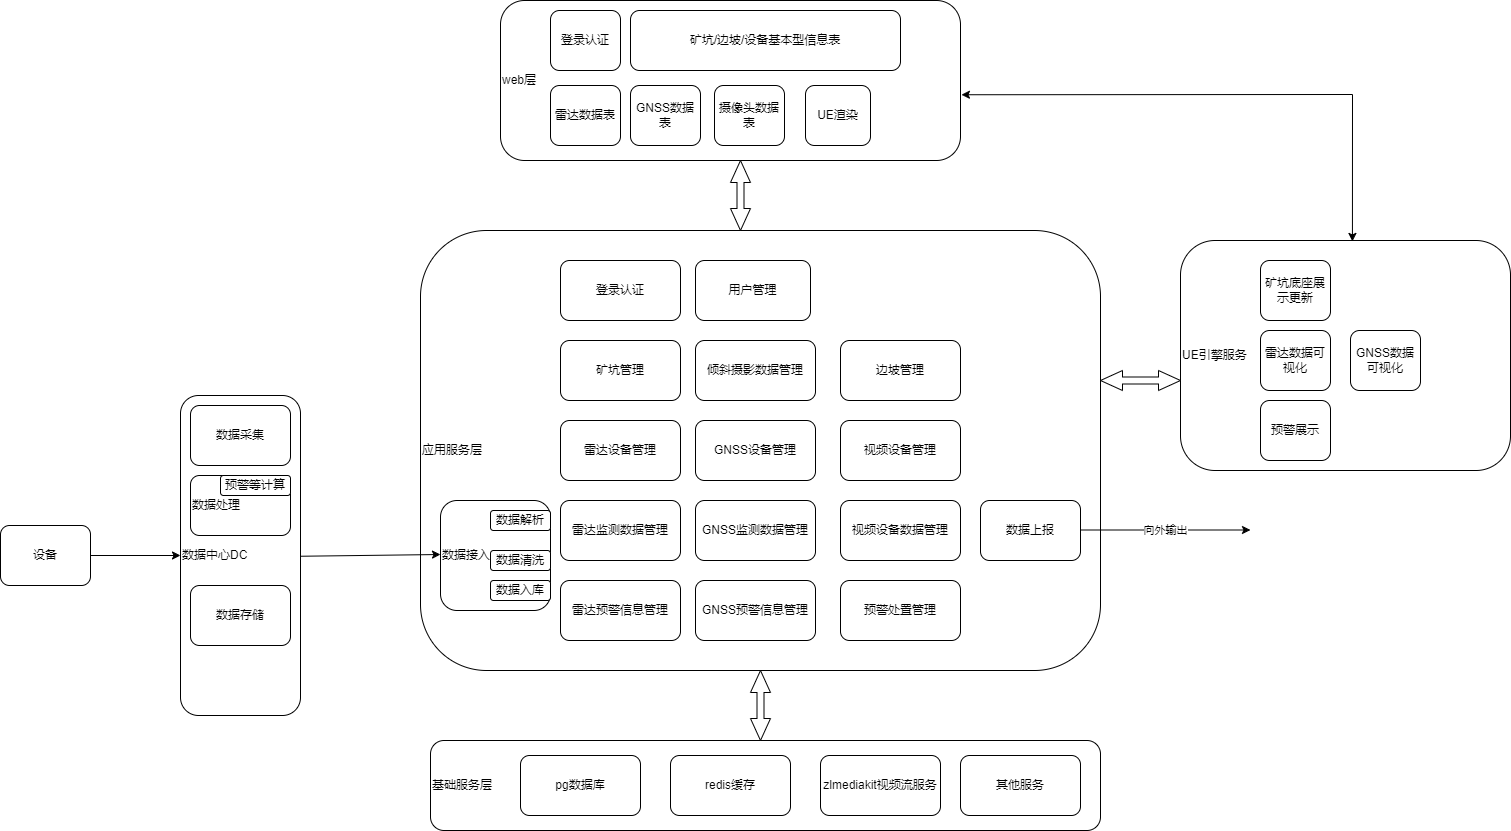 登录认证
矿坑/边坡/设备基本型信息表
web层
雷达数据表
GNSS数据
表
摄像头数据
表
UE渲染
登录认证
用户管理
矿坑管理
倾斜摄影数据管理
边坡管理
应用服务层
雷达设备管理
GNSS设备管理
视频设备管理
数据接入
数据解析
数据清洗
数据入库
雷达监测数据管理
GNSS监测数据管理
视频设备数据管理
数据上报
向外输出
雷达预警信息管理
GNSS预警信息管理
预警处置管理
矿坑底座展
示更新
UE引擎服务
雷达数据可
视化
GNSS数据
可视化
预警展示
数据采集
预警等计算
数据处理
设备
数据中心DC
数据存储
基础服务层
pg数据库
redis缓存
zlmediakit视频流服务
其他服务